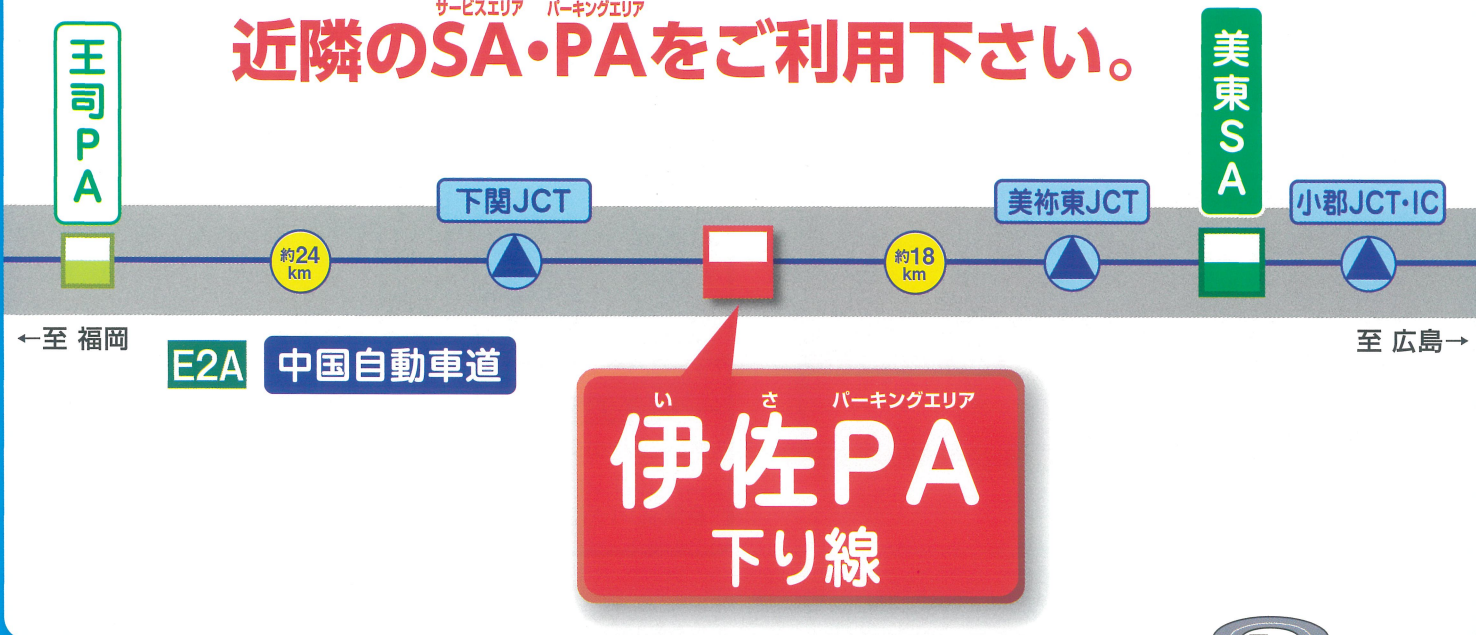 サービスエリア パーキングエリア
近隣のSA・PAをご利用下さい。
王司PA
美東SA
下関JCT
美祢東JCT
小郡JCT・IC
約24km
約18km
←至 福岡
至 広島→
E2A 中国自動車道
い さ パーキングエリア
伊佐PA
下り線